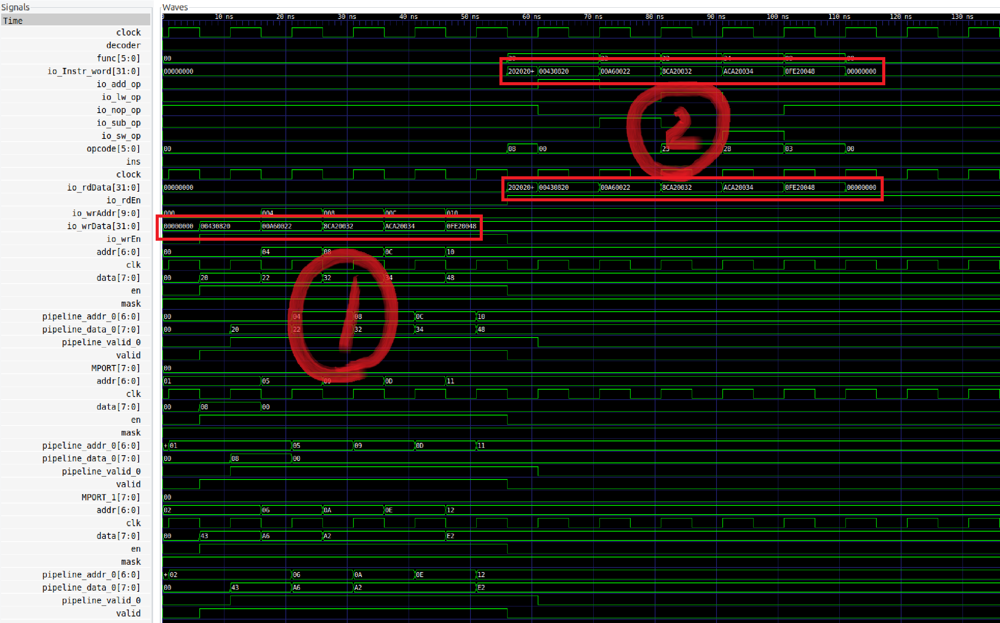 Signals
Waves
Time
0 10 ns 20 ns 30 ns 40 ns 50 ns 60 ns 70 ns 80 ns 90 ns 100 ns 110 ns 120 ns 130 ns
clock
decoder
func[5:0] 00
io_Instr_word[31:0] 00000000 202020+ 00430820 00A60022 8CA20032 ACA20034 0FE20048 00000000
io_add_op
io_lw_op
io_nop_op
io_sub_op
io_sw_op
2
opcode[5:0] 00 08 00 23 2B 03 00
ins
clock
io_rdData[31:0] 00000000 202020+ 00430820 00A60022 8CA20032 ACA20034 0FE20048 00000000
io_rdEn
io_wrAddr[9:0] 000 004 008 00C 010
io_wrData[31:0] 00000000 00430820 00A60022 8CA20032 ACA20034 0FE20048
io_wrEn
addr[6:0] 00 04 08 0C 10
clk
data[7:0] 00 20 22 32 34 48
en
mask
1
pipeline_addr_0[6:0] 00 04 08 0C 10
pipeline_data_0[7:0] 00 20 22 32 34 48
pipeline_valid_0
valid
MPORT[7:0] 00
addr[6:0] 01 05 09 0D 11
clk
data[7:0] 00 08 00
en
mask
pipeline_addr_0[6:0] + 01 05 09 0D 11
pipeline_data_0[7:0] 00 08 00
pipeline_valid_0
valid
MPORT_1[7:0] 00
addr[6:0] 02 06 0A 0E 12
clk
data[7:0] 00 43 A6 A2 E2
en
mask
pipeline_addr_0[6:0] + 02 06 0A 0E 12
pipeline_data_0[7:0] 00 43 A6 A2 E2
pipeline_valid_0
valid